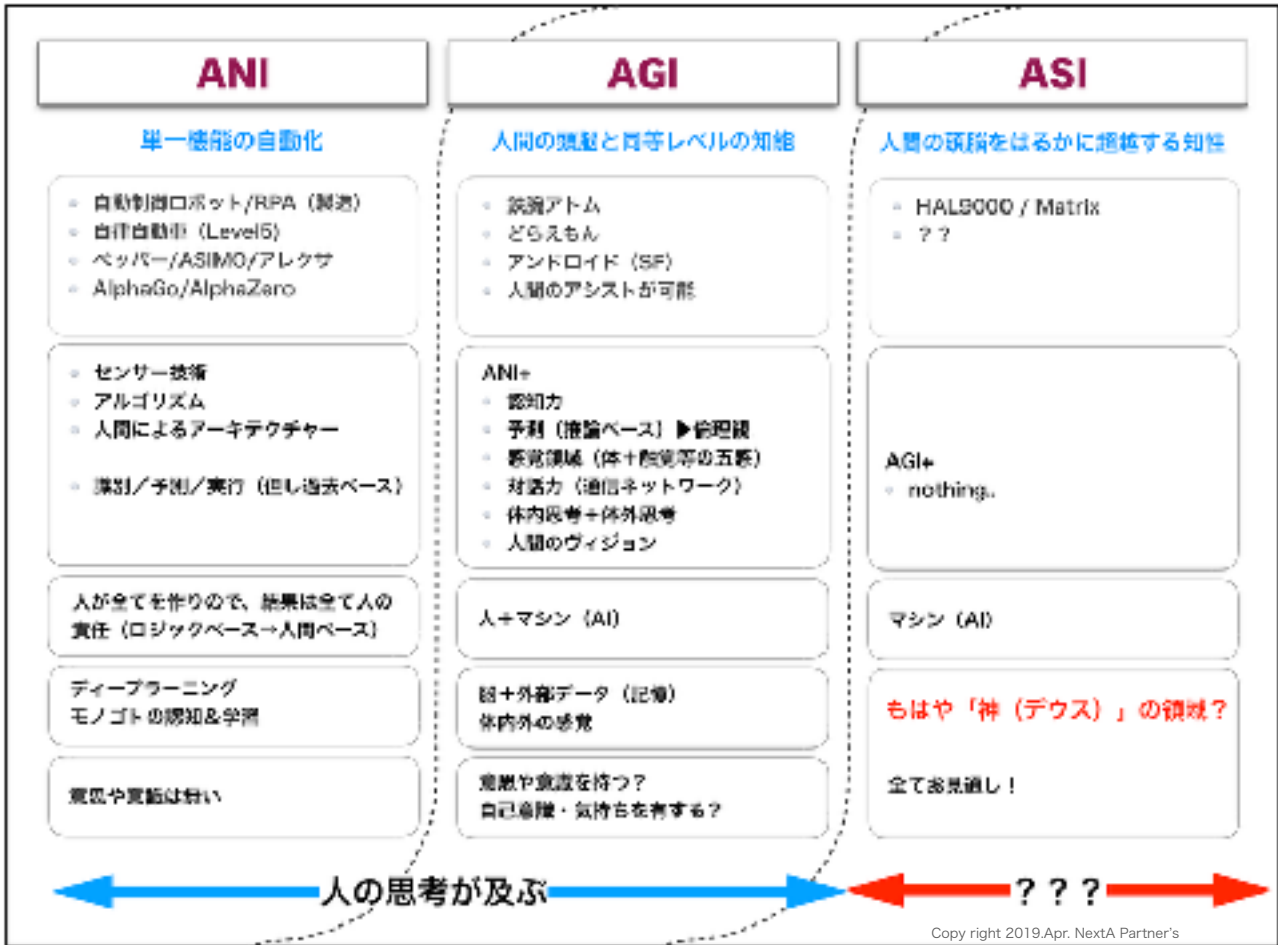 ANI
単一機能の自動化
自動制御ロボット/RPA（製造）
自律自動車（Level5）
ペッパー/ASIMO/アレクサ
AlphaGo/AlphaZero
センサー技術
アルゴリズム
人間によるアーキテクチャー
識別／予測／実行（但し過去ベース）
人が全てを作りので、結果は全て人の
責任（ロジックベース→人間ベース）
ディープラーニング
モノゴトの認知＆学習
意思や意識は無い
AGI
人間の頭脳と同等レベルの知能
鉄腕アトム
どらえもん
アンドロイド（SF）
人間のアシストが可能
ANI+
認知力
予測（推論ベース）▶倫理観
感覚領域（体＋触覚等の五感）
対話力（通信ネットワーク）
体内思考＋体外思考
人間のヴィジョン
人＋マシン（AI）
脳＋外部データ（記憶）
体内外の感覚
意思や意識を持つ？
自己意識・気持ちを有する？
ASI
人間の頭脳をはるかに超越する知性
HAL9000 / Matrix
？？
AGI+
nothing..
マシン（AI）
もはや「神（デウス）」の領域？
全てお見通し！
人の思考が及ぶ
？？？
Copy right 2019.Apr. NextA Partner's